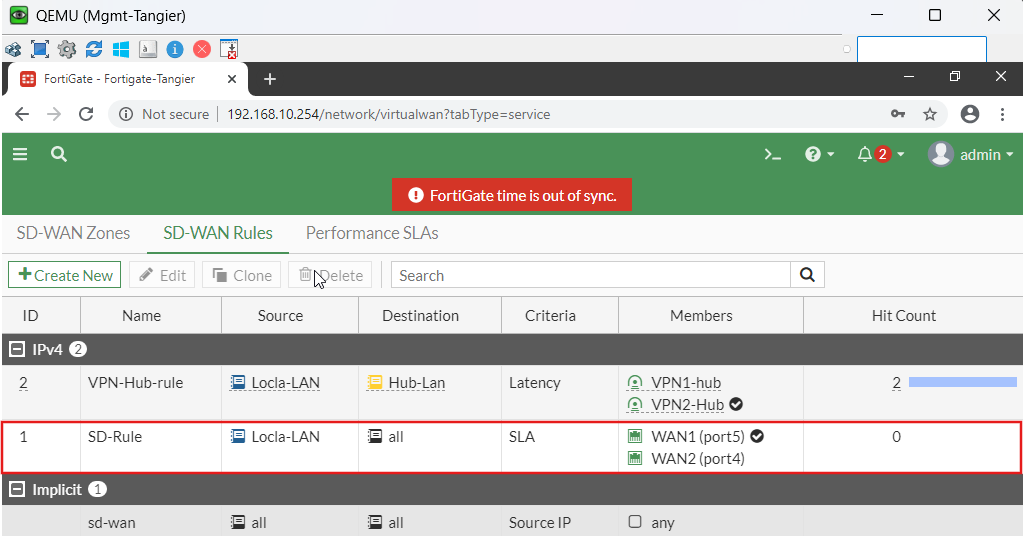 QEMU (Mgmt-Tangier)
FortiGate - Fortigate-Tangier
Not secure 192.168.10.254/network/virtualwan?tabType=service
2 admin
FortiGate time is out of sync.
SD-WAN Zones SD-WAN Rules Performance SLAs
+Create New Edit Clone Delete Search
ID Name Source Destination Criteria Members Hit Count
IPv4 2
2 VPN-Hub-rule Locla-LAN Hub-Lan Latency VPN1-hub 2
VPN2-Hub
1 SD-Rule Locla-LAN all SLA WAN1 (port5) 0
WAN2 (port4)
Implicit 1
sd-wan all all Source IP any